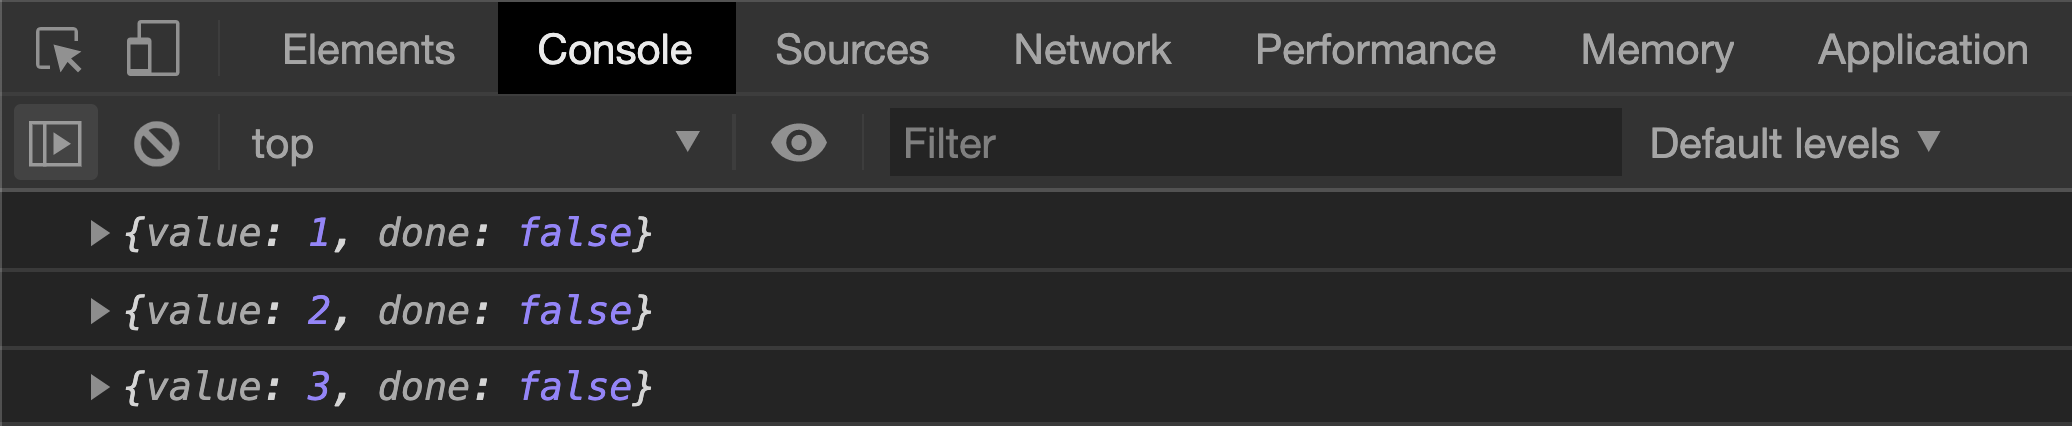 Elements Console Sources Network Performance Memory Application
top Filter Default levels
{value: 1, done: false}
{value: 2, done: false}
{value: 3, done: false}